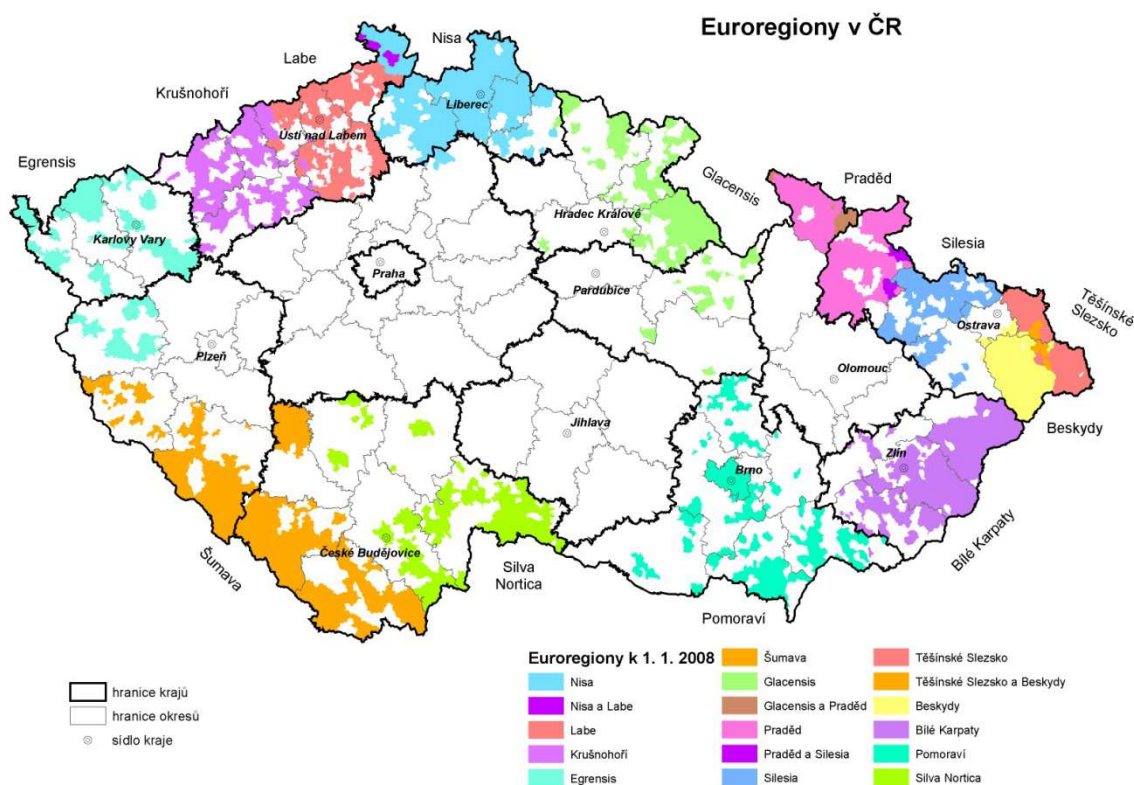 Euroregiony v ČR
Nisa
Labe
Krušnohoří
Egrensis
Liberec
Ústí nad Labem
Karlovy Vary
Glacensis
Praděd
Hradec Králové
Silesia
Těšínské
Slezsko
Praha
Pardubice
Ostrava
Plzeň
Olomouc
Beskydy
Jihlava
Zlín
Brno
České Budějovice
Šumava
Silva
Nortica
Bílé Karpaty
Pomoraví
hranice krajů
hranice okresů
sídlo kraje
Euroregiony k 1. 1. 2008
Nisa
Nisa a Labe
Labe
Krušnohoří
Egrensis
Šumava
Glacensis
Glacensis a Praděd
Praděd
Praděd a Silesia
Silesia
Těšínské Slezsko
Těšínské Slezsko a Beskydy
Beskydy
Bílé Karpaty
Pomoraví
Silva Nortica